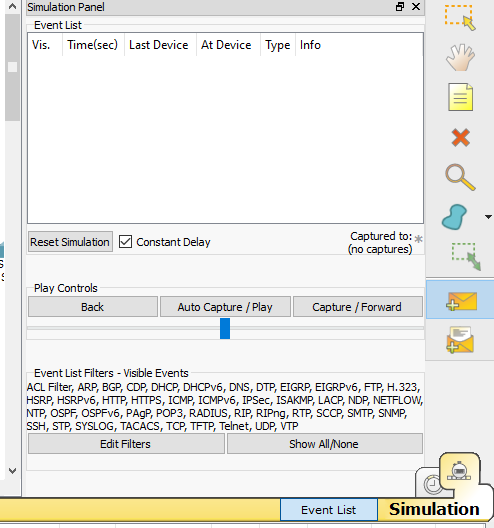 Simulation Panel
Event List
Vis. Time(sec) Last Device At Device Type Info
Reset Simulation Constant Delay Captured to: *
(no captures)
Play Controls
Back Auto Capture / Play Capture / Forward
Event List Filters - Visible Events
ACL Filter, ARP, BGP, CDP, DHCP, DHCPv6, DNS, DTP, EIGRP, EIGRPv6, FTP, H.323,
HSRP, HSRPv6, HTTP, HTTPS, ICMP, ICMPv6, IPSec, ISAKMP, LACP, NDP, NETFLOW,
NTP, OSPF, OSPFv6, PAgP, POP3, RADIUS, RIP, RIPng, RTP, SCCP, SMTP, SNMP,
SSH, STP, SYSLOG, TACACS, TCP, TFTP, Telnet, UDP, VTP
Edit Filters Show All/None
Event List Simulation